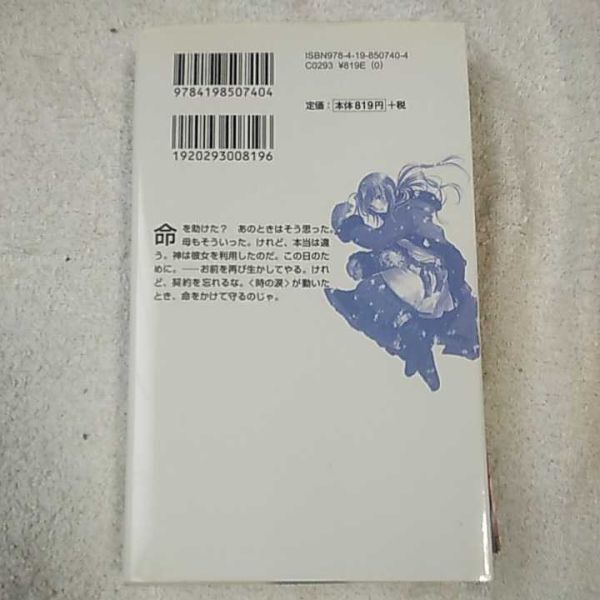 ISBN978-4-19-850740-4
C0293 ¥819E (0)
9784198507404
定価：本体819円+税
1920293008196
命を助けた？　あのときはそう思った。
母もそういった。けれど、本当は違
う。神は彼女を利用したのだ。この日の
ために。――お前を再び生かしてやる。けれ
ど、契約を忘れるな。〈時の涙〉が動いた
とき、命をかけて守るのじゃ。